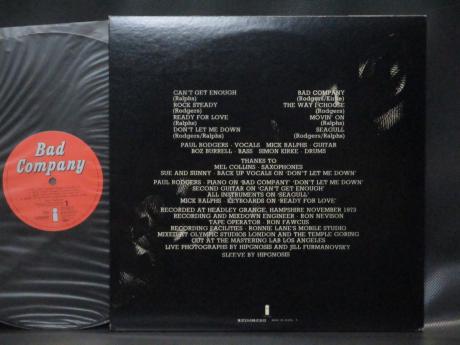 Bad
Company
1
CAN'T GET ENOUGH
(Ralphs)
ROCK STEADY
(Rodgers)
READY FOR LOVE
(Ralphs)
DON'T LET ME DOWN
(Rodgers/Ralphs)
BAD COMPANY
(Rodgers/Kirke)
THE WAY I CHOOSE
(Rodgers)
MOVIN' ON
(Ralphs)
SEAGULL
(Rodgers/Ralphs)
PAUL RODGERS · VOCALS MICK RALPHS · GUITAR
BOZ BURRELL · BASS SIMON KIRKE · DRUMS
THANKS TO
MEL COLLINS · SAXOPHONES
SUE AND SUNNY · BACK UP VOCALS ON 'DON'T LET ME DOWN'
PAUL RODGERS · PIANO ON 'BAD COMPANY' 'DON'T LET ME DOWN'
SECOND GUITAR ON 'CAN'T GET ENOUGH'
ALL INSTRUMENTS ON 'SEAGULL'
MICK RALPHS · KEYBOARDS ON 'READY FOR LOVE'
RECORDED AT HEADLEY GRANGE, HAMPSHIRE NOVEMBER 1973
RECORDING AND MIXDOWN ENGINEER · RON NEVISON
TAPE OPERATOR · RON FAWCUS
RECORDING FACILITIES · RONNIE LANE'S MOBILE STUDIO
MIXED AT OLYMPIC STUDIOS LONDON AND THE TEMPLE GORING
CUT AT THE MASTERING LAB LOS ANGELES
LIVE PHOTOGRAPHS BY HIPGNOSIS AND JILL FURMANOVSKY
SLEEVE BY HIPGNOSIS